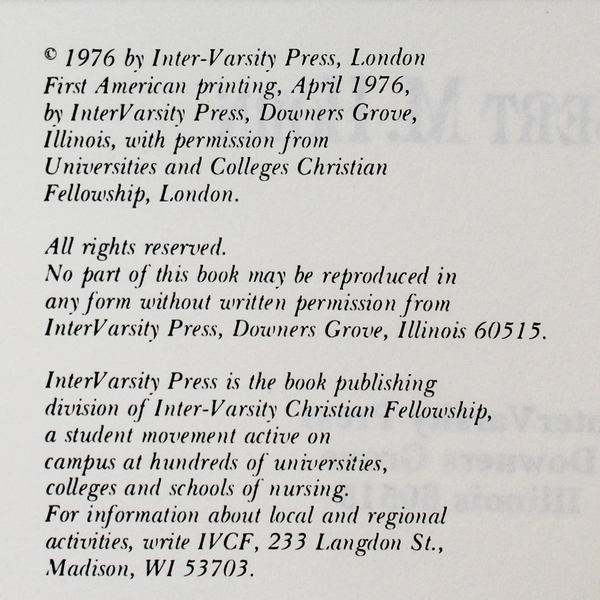 © 1976 by Inter-Varsity Press, London
First American printing, April 1976,
by InterVarsity Press, Downers Grove,
Illinois, with permission from
Universities and Colleges Christian
Fellowship, London.
All rights reserved.
No part of this book may be reproduced in
any form without written permission from
InterVarsity Press, Downers Grove, Illinois 60515.
InterVarsity Press is the book publishing
division of Inter-Varsity Christian Fellowship,
a student movement active on
campus at hundreds of universities,
colleges and schools of nursing.
For information about local and regional
activities, write IVCF, 233 Langdon St.,
Madison, WI 53703.